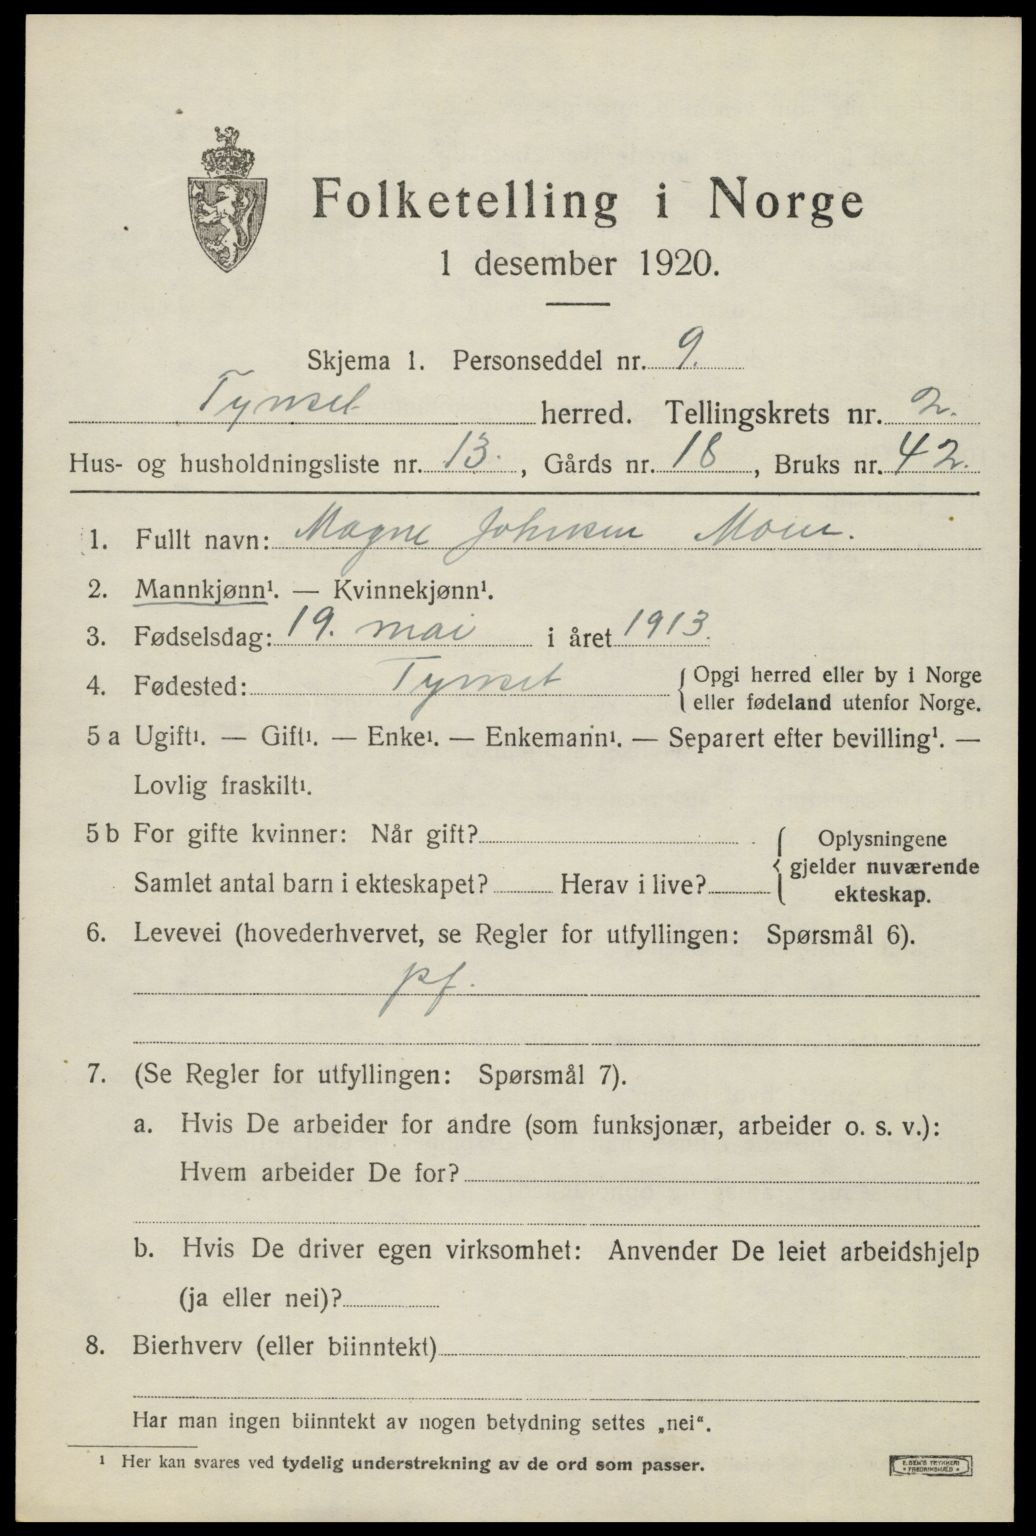 Folketelling i Norge
1 desember 1920.
Skjema 1. Personseddel nr. 9.
Tynset herred. Tellingskrets nr. 2.
Hus- og husholdningsliste nr. 13., Gårds nr. 18, Bruks nr. 42.
1. Fullt navn: Magne Johnsen Moen.
2. Mannkjønn¹. — Kvinnekjønn¹.
3. Fødselsdag: 19. mai i året 1913.
4. Fødested: Tynset { Opgi herred eller by i Norge
eller fødeland utenfor Norge.
5 a Ugift¹. — Gift¹. — Enke¹. — Enkemann¹. — Separert efter bevilling¹. —
Lovlig fraskilt¹.
5 b For gifte kvinner: Når gift?
Samlet antal barn i ekteskapet? Herav i live?
{ Oplysningene
gjelder nuværende
ekteskap.
6. Levevei (hovederhvervet, se Regler for utfyllingen: Spørsmål 6).
pf.
7. (Se Regler for utfyllingen: Spørsmål 7).
a. Hvis De arbeider for andre (som funksjonær, arbeider o. s. v.):
Hvem arbeider De for?
b. Hvis De driver egen virksomhet: Anvender De leiet arbeidshjelp
(ja eller nei)?
8. Bierhverv (eller biinntekt)
Har man ingen biinntekt av nogen betydning settes „nei“.
¹ Her kan svares ved tydelig understrekning av de ord som passer.